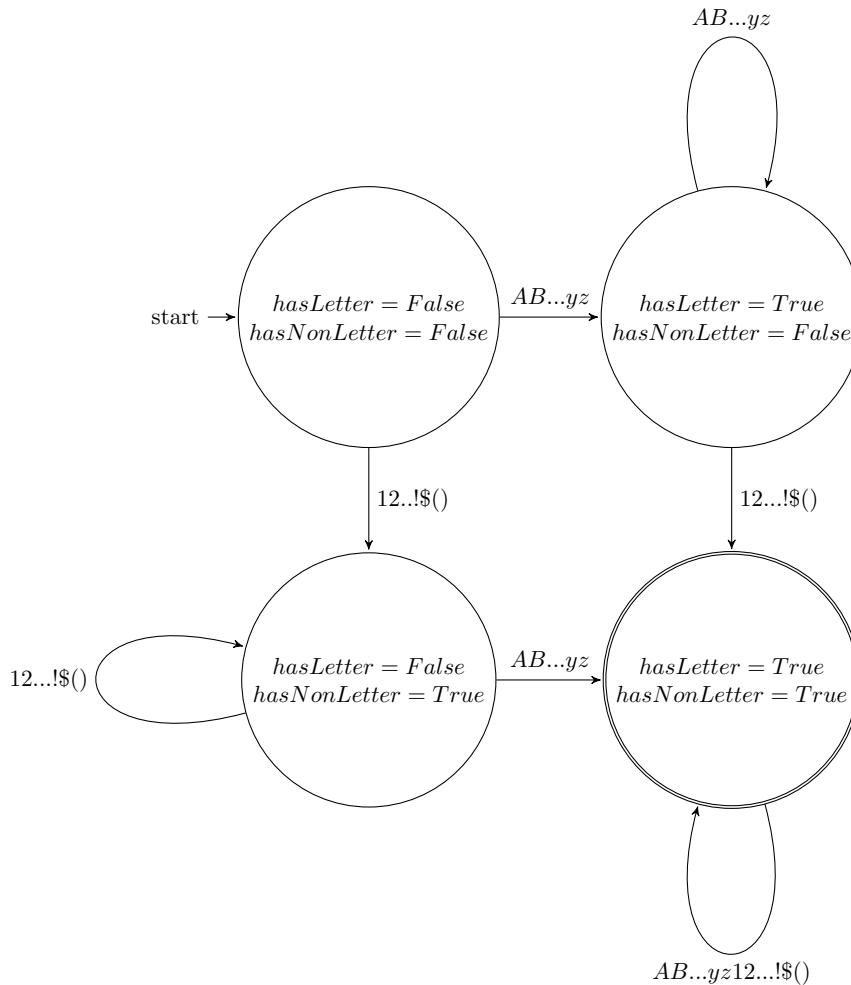 AB...yz
hasLetter = False
hasNonLetter = False
start
AB...yz
hasLetter = True
hasNonLetter = False
12..!$()
12...!$()
hasLetter = False
hasNonLetter = True
12...!$()
AB...yz
hasLetter = True
hasNonLetter = True
AB...yz12...!$()